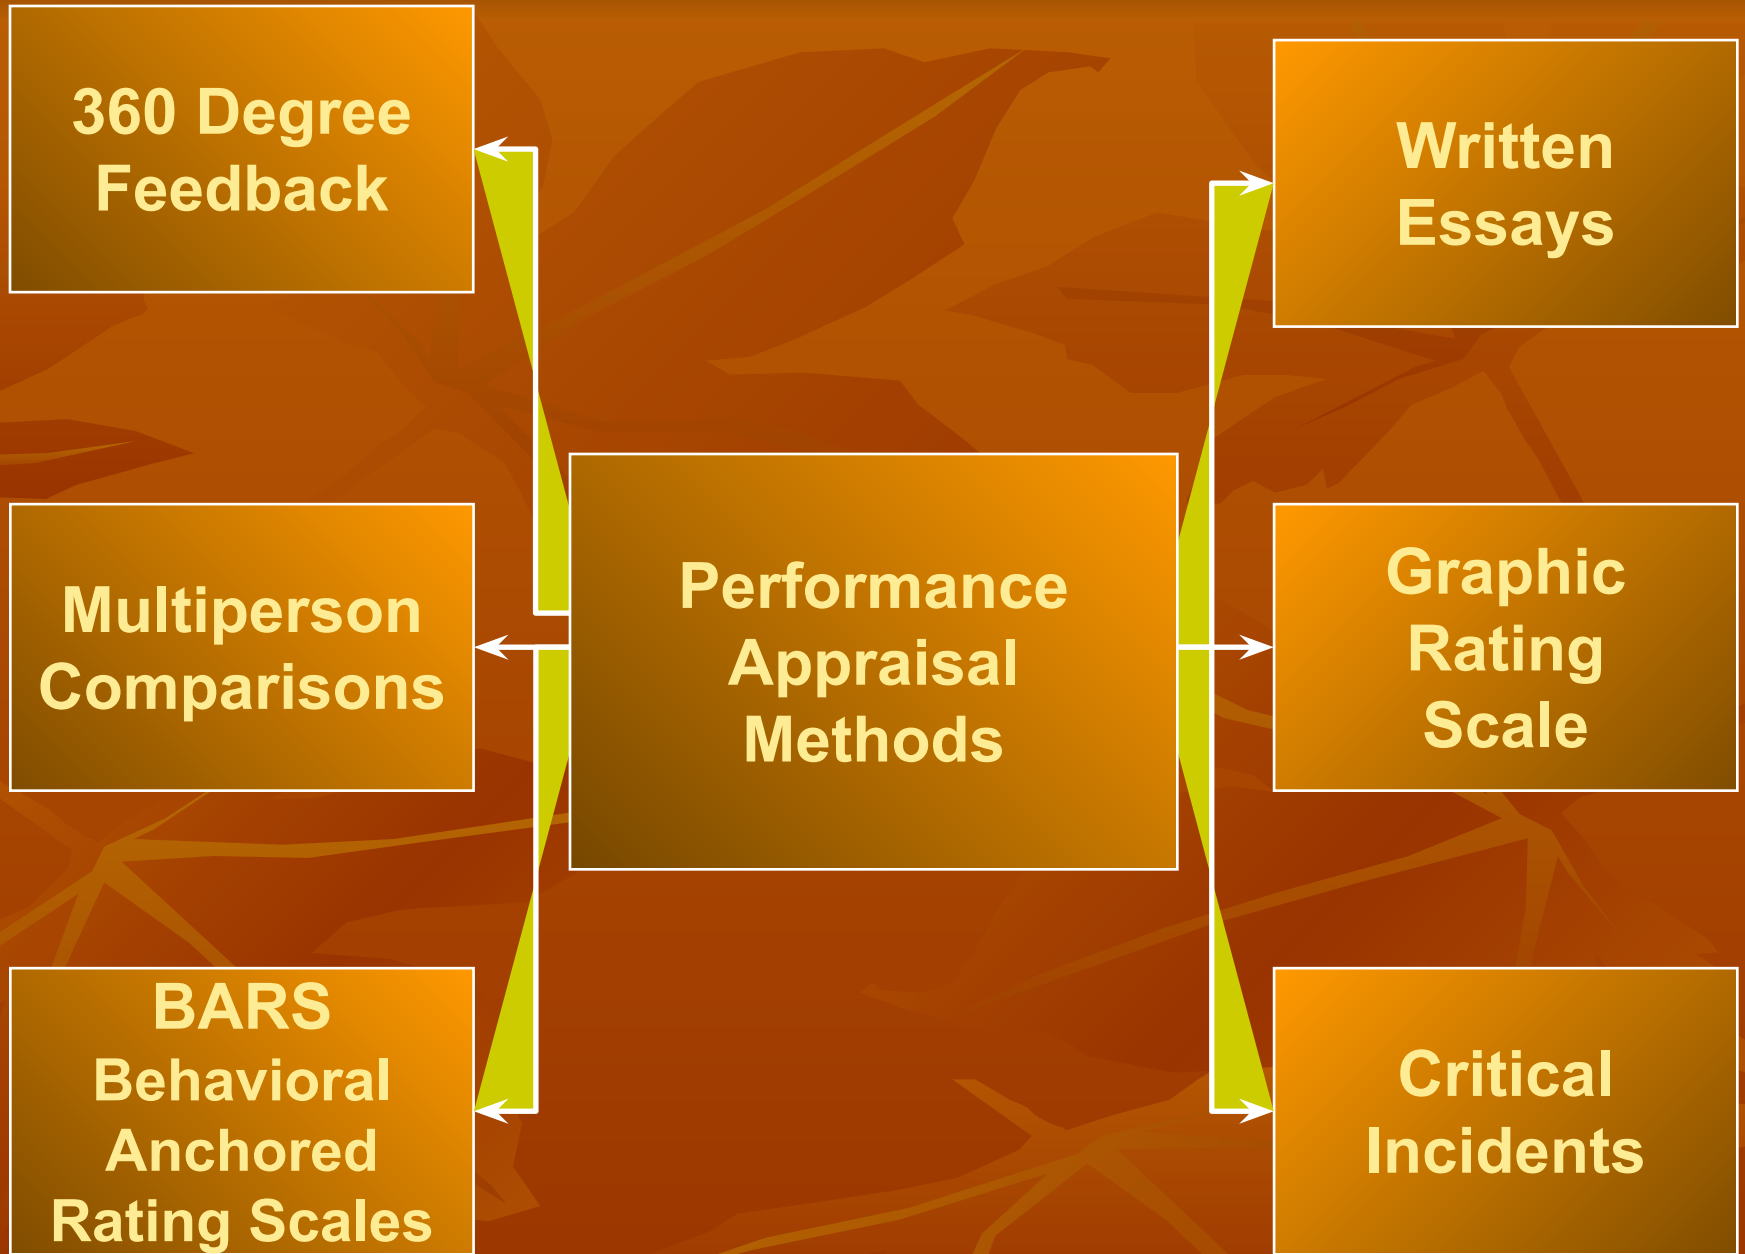 360 Degree
Feedback
Multiperson
Comparisons
BARS
Behavioral
Anchored
Rating Scales
Performance
Appraisal
Methods
Written
Essays
Graphic
Rating
Scale
Critical
Incidents